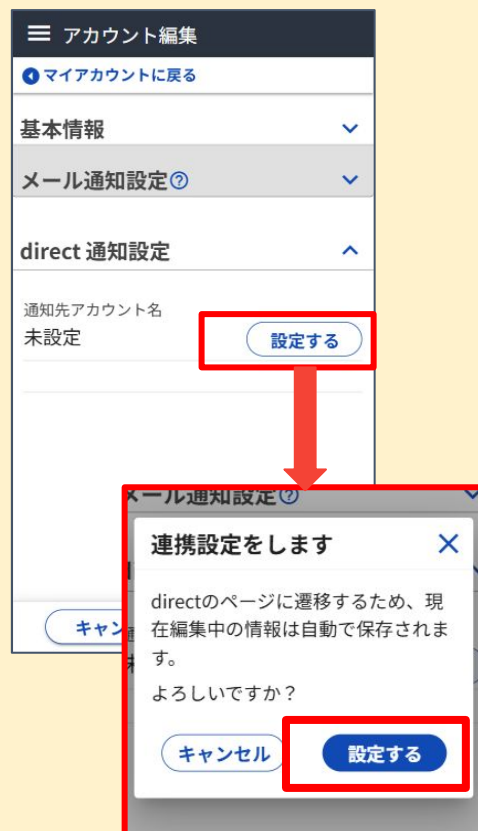 アカウント編集
マイアカウントに戻る
基本情報
メール通知設定?
direct 通知設定
通知先アカウント名
未設定
設定する
キャン
メール通知設定?
連携設定をします
directのページに遷移するため、現
在編集中の情報は自動で保存されま
す。
よろしいですか？
キャンセル
設定する